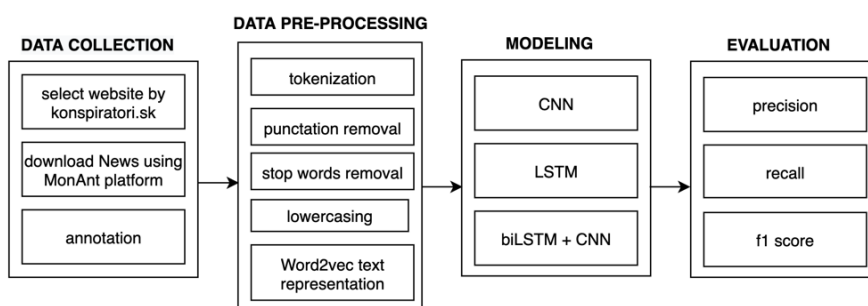 DATA COLLECTION
select website by
konspiratori.sk
download News using
MonAnt platform
annotation
DATA PRE-PROCESSING
tokenization
punctation removal
stop words removal
lowercasing
Word2vec text
representation
MODELING
CNN
LSTM
biLSTM + CNN
EVALUATION
precision
recall
f1 score